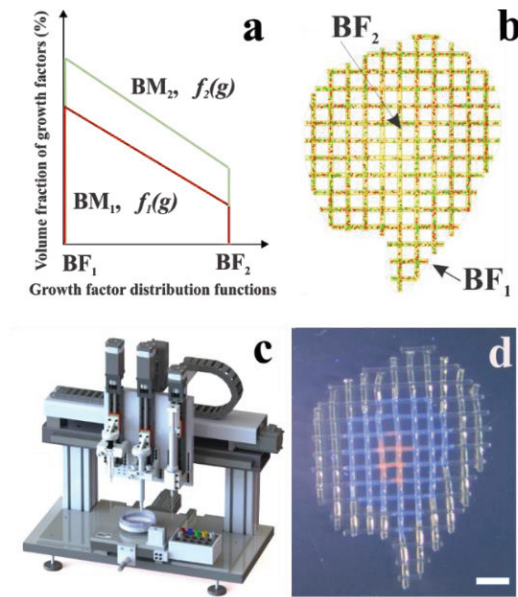 a
Volume fraction of growth factors (%)
BM₂, f₂(g)
BM₁, f₁(g)
BF₁
BF₂
Growth factor distribution functions
b
BF₂
BF₁
c
d